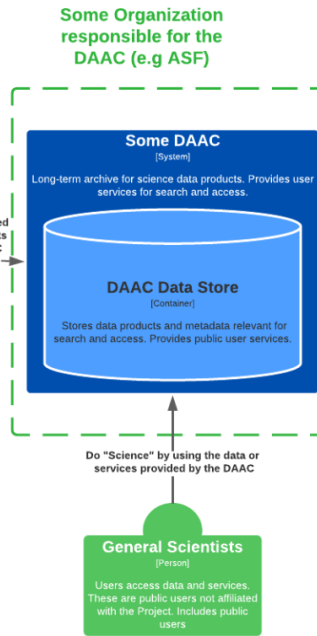 Some Organization
responsible for the
DAAC (e.g ASF)
Some DAAC
[System]
Long-term archive for science data products. Provides user
services for search and access.
DAAC Data Store
[Container]
Stores data products and metadata relevant for
search and access. Provides public user services.
Do "Science" by using the data or
services provided by the DAAC
General Scientists
[Person]
Users access data and services.
These are public users not affiliated
with the Project. Includes public
users